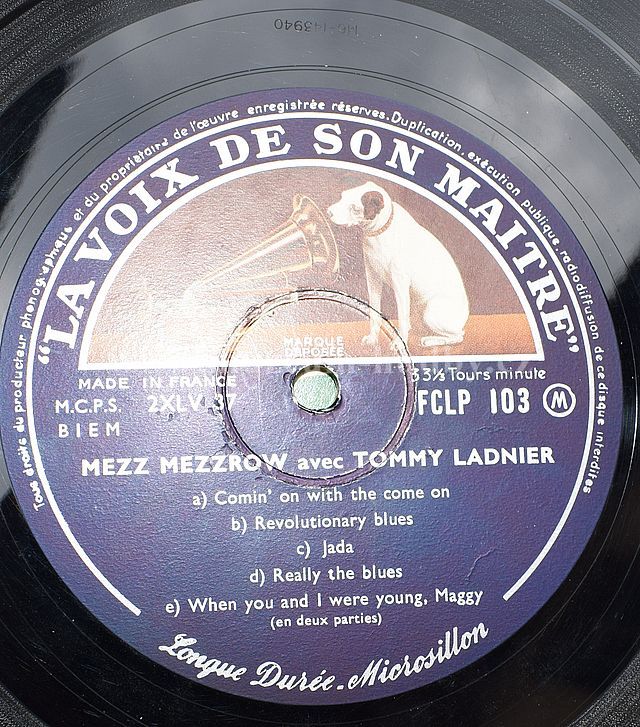 Tous droits du producteur phonographique et du propriétaire de l'œuvre enregistrée réservés. Duplication, exécution publique, radiodiffusion de ce disque interdites
"LA VOIX DE SON MAITRE"
MARQUE
DÉPOSÉE
MADE IN FRANCE
33⅓ Tours minute
M.C.P.S. 2XLV 37
FCLP 103 M
BIEM
MEZZ MEZZROW avec TOMMY LADNIER
a) Comin' on with the come on
b) Revolutionary blues
c) Jada
d) Really the blues
e) When you and I were young, Maggy
(en deux parties)
Longue Durée - Microsillon